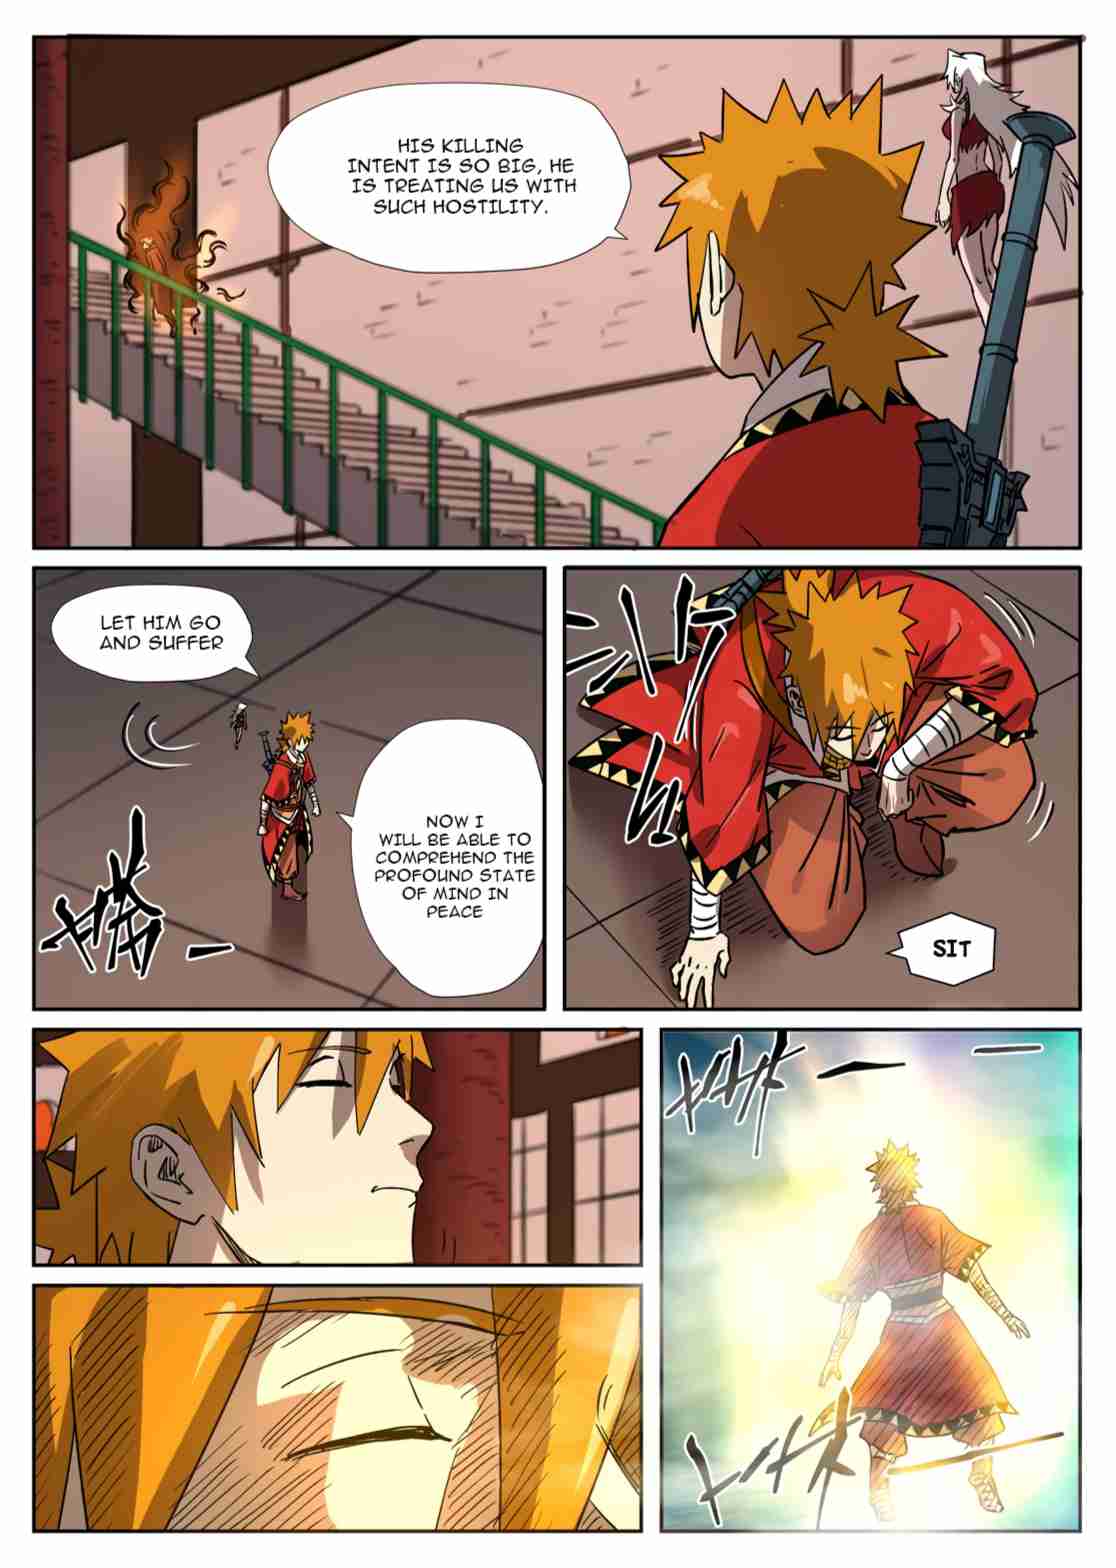 HIS KILLING
INTENT IS SO BIG, HE
IS TREATING US WITH
SUCH HOSTILITY.
LET HIM GO
AND SUFFER
NOW I
WILL BE ABLE TO
COMPREHEND THE
PROFOUND STATE
OF MIND IN
PEACE
SIT